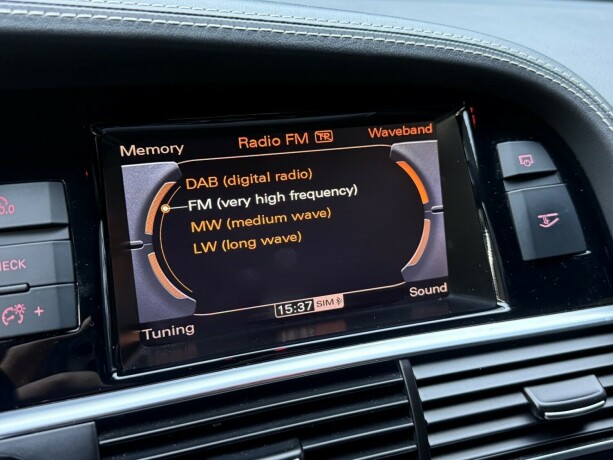 Memory
Radio FM TP
Waveband
DAB (digital radio)
FM (very high frequency)
MW (medium wave)
LW (long wave)
CHECK
+
15:37 SIM
Tuning
Sound